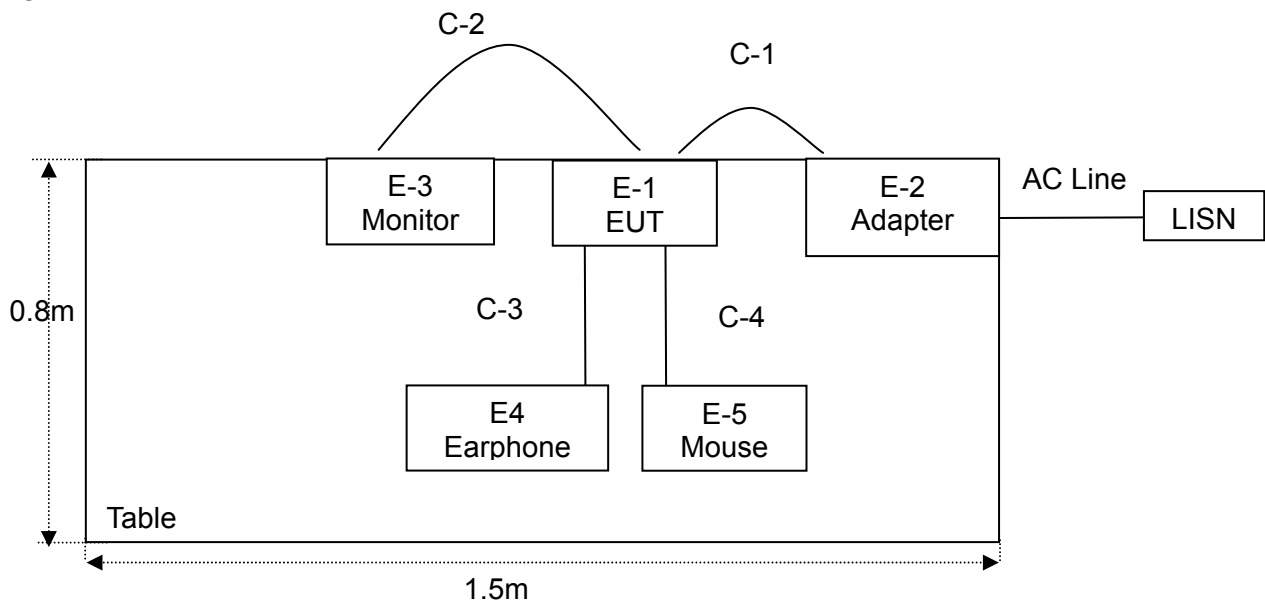 C-2
C-1
E-3
Monitor
E-1
EUT
E-2
Adapter
AC Line
LISN
0.8m
C-3
C-4
E4
Earphone
E-5
Mouse
Table
1.5m